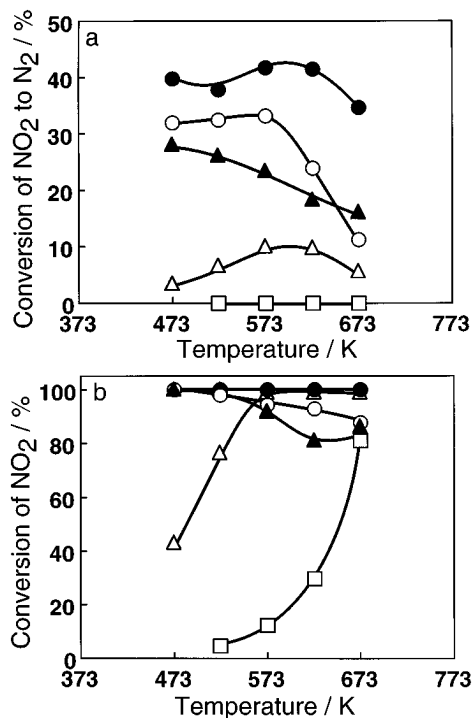 a
Conversion of NO2 to N2 / %
50
40
30
20
10
0
373 473 573 673 773
Temperature / K
b
Conversion of NO2 / %
100
80
60
40
20
0
373 473 573 673 773
Temperature / K